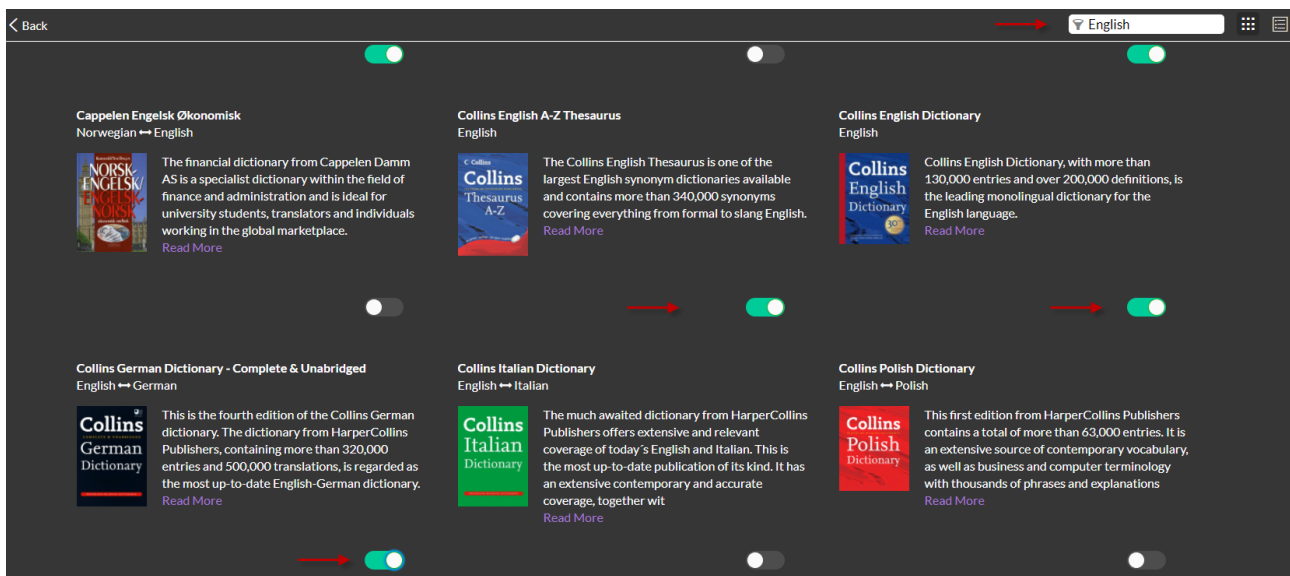 Back
English
Cappelen Engelsk Økonomisk
Norwegian ↔ English
NORSK-
ENGELSK/
ENGELSK-
NORSK
The financial dictionary from Cappelen Damm
AS is a specialist dictionary within the field of
finance and administration and is ideal for
university students, translators and individuals
working in the global marketplace.
Read More
Collins English A-Z Thesaurus
English
Collins
Collins
Thesaurus
A-Z
The Collins English Thesaurus is one of the
largest English synonym dictionaries available
and contains more than 340,000 synonyms
covering everything from formal to slang English.
Read More
Collins English Dictionary
English
Collins
English
Dictionary
30
Collins English Dictionary, with more than
130,000 entries and over 200,000 definitions, is
the leading monolingual dictionary for the
English language.
Read More
Collins German Dictionary - Complete & Unabridged
English ↔ German
Collins
COMPLETE & UNABRIDGED
German
Dictionary
This is the fourth edition of the Collins German
dictionary. The dictionary from HarperCollins
Publishers, containing more than 320,000
entries and 500,000 translations, is regarded as
the most up-to-date English-German dictionary.
Read More
Collins Italian Dictionary
English ↔ Italian
Collins
Italian
Dictionary
The much awaited dictionary from HarperCollins
Publishers offers extensive and relevant
coverage of today´s English and Italian. This is
the most up-to-date publication of its kind. It has
an extensive contemporary and accurate
coverage, together wit
Read More
Collins Polish Dictionary
English ↔ Polish
Collins
Polish
Dictionary
This first edition from HarperCollins Publishers
contains a total of more than 63,000 entries. It is
an extensive source of contemporary vocabulary,
as well as business and computer terminology
with thousands of phrases and explanations
Read More